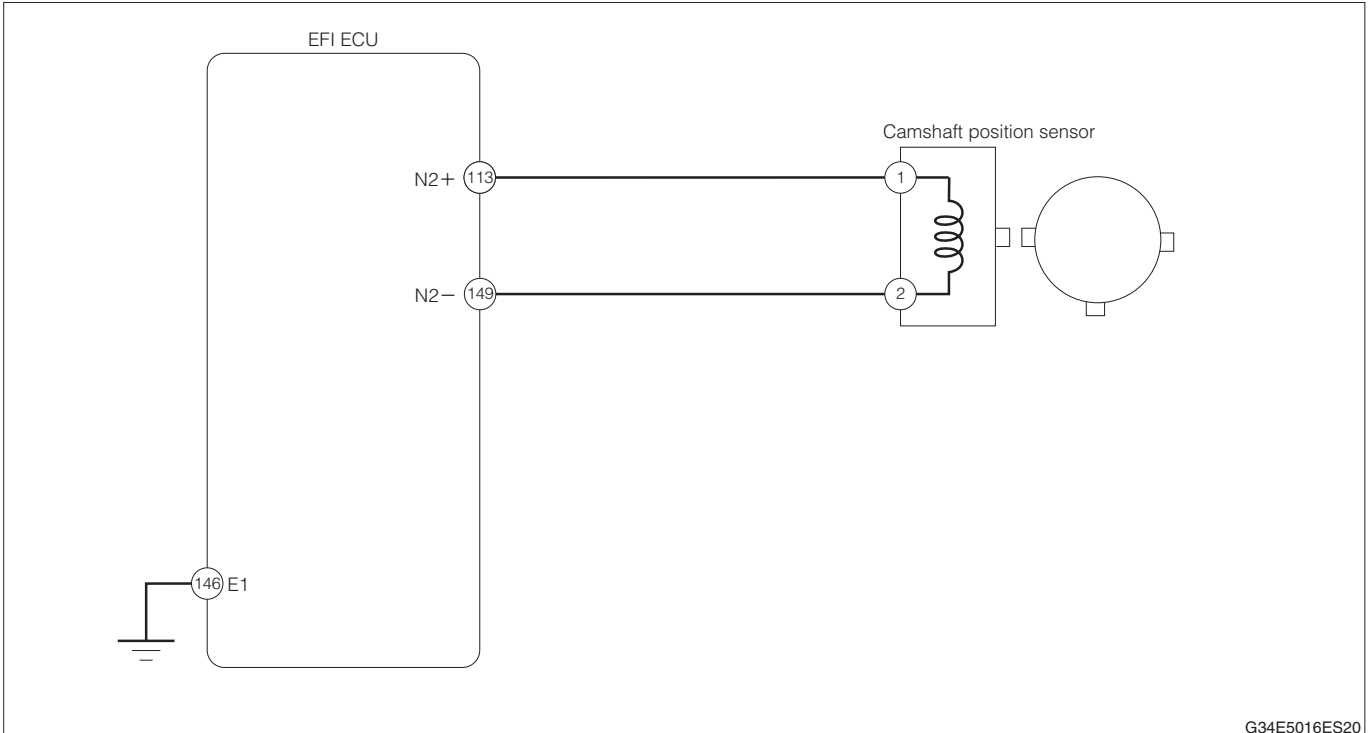 EFI ECU
Camshaft position sensor
N2+ 113 1
N2− 149 2
146 E1
G34E5016ES20